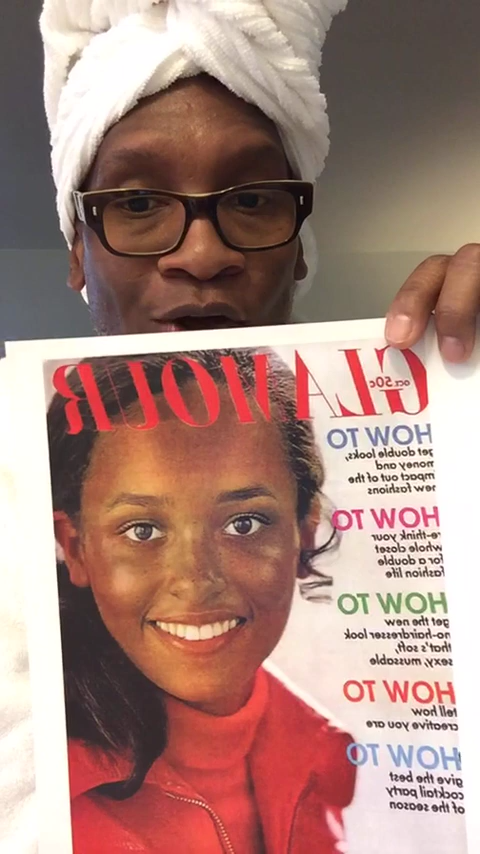 GLAMOUR
oct. 50c
HOW TO
get double looks,
money and
impact out of the
new fashions
HOW TO
re-think your
whole closet
for a double
fashion life
HOW TO
get the new
no-hairdresser look
that's soft,
sexy, mussable
HOW TO
tell how
creative you are
HOW TO
give the best
cocktail party
of the season